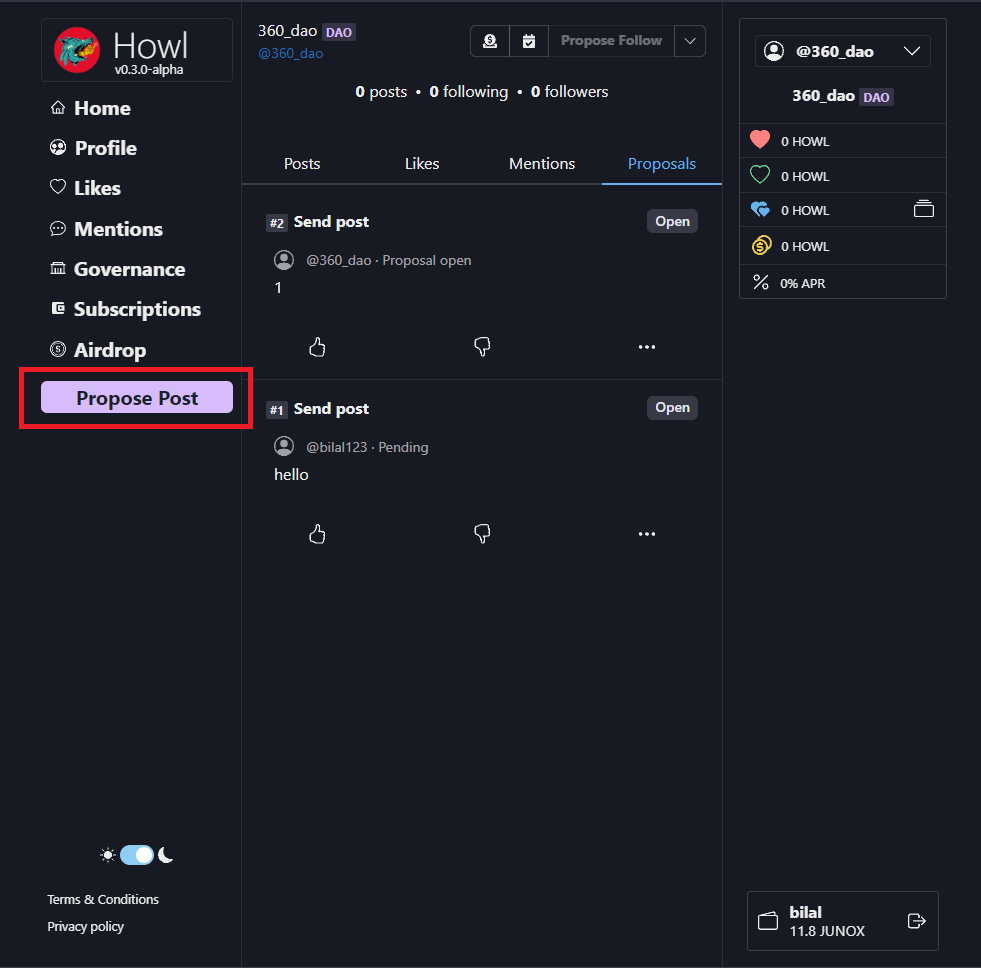 Howl
v0.3.0-alpha
Home
Profile
Likes
Mentions
Governance
Subscriptions
Airdrop
Propose Post
Terms & Conditions
Privacy policy
360_dao DAO
@360_dao
Propose Follow
0 posts • 0 following • 0 followers
Posts Likes Mentions Proposals
#2 Send post Open
@360_dao · Proposal open
1
#1 Send post Open
@bilal123 · Pending
hello
@360_dao
360_dao DAO
0 HOWL
0 HOWL
0 HOWL
0 HOWL
0% APR
bilal
11.8 JUNOX